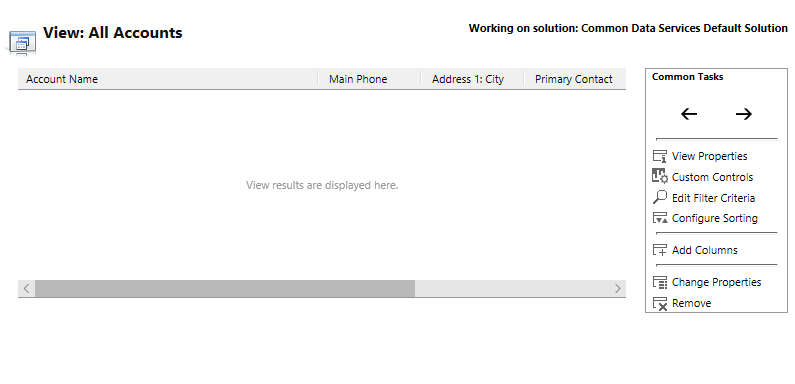 View: All Accounts
Working on solution: Common Data Services Default Solution
Account Name Main Phone Address 1: City Primary Contact
View results are displayed here.
Common Tasks
View Properties
Custom Controls
Edit Filter Criteria
Configure Sorting
Add Columns
Change Properties
Remove